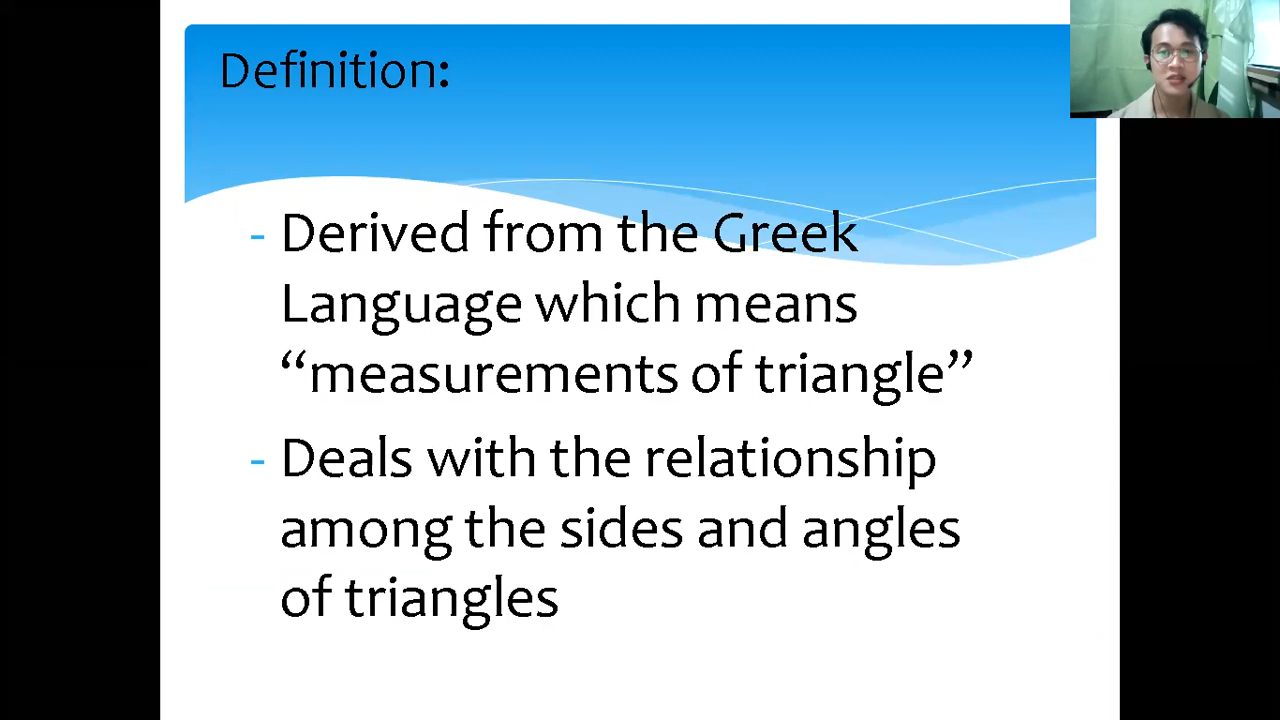 Definition:
- Derived from the Greek
Language which means
“measurements of triangle”
- Deals with the relationship
among the sides and angles
of triangles